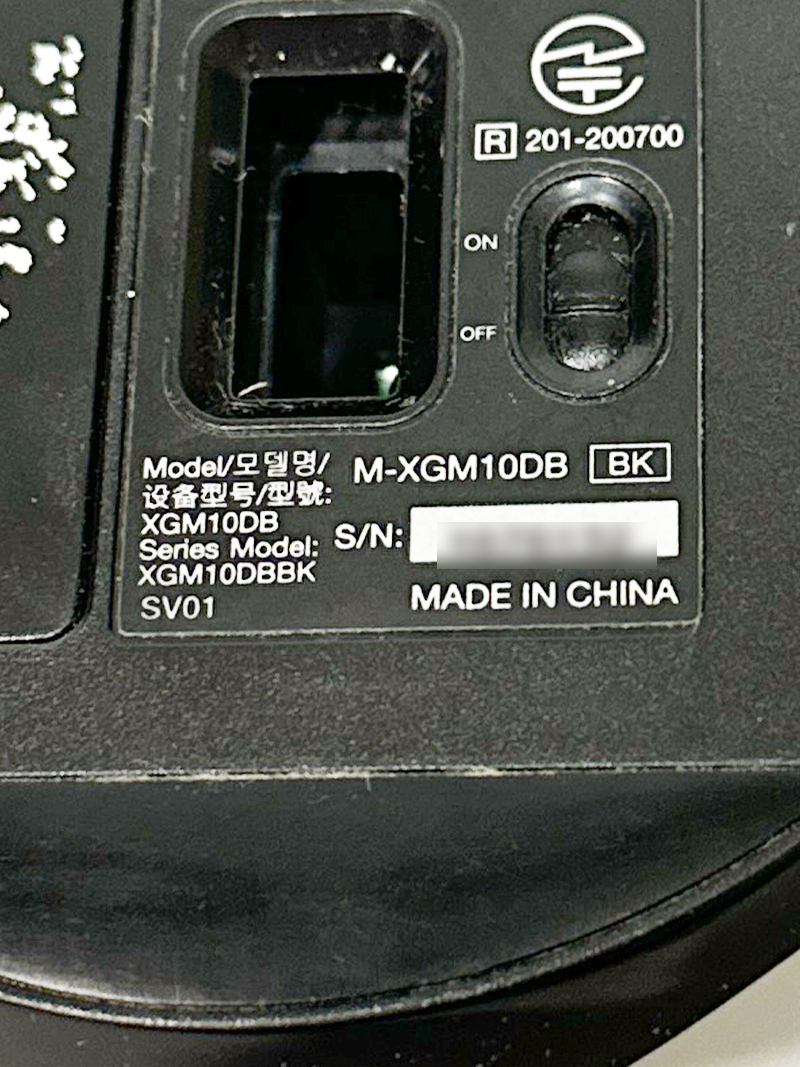 R 201-200700
ON
OFF
Model/모델명/
设备型号/型號:
XGM10DB
Series Model:
XGM10DBBK
SV01
M-XGM10DB BK
S/N:
MADE IN CHINA